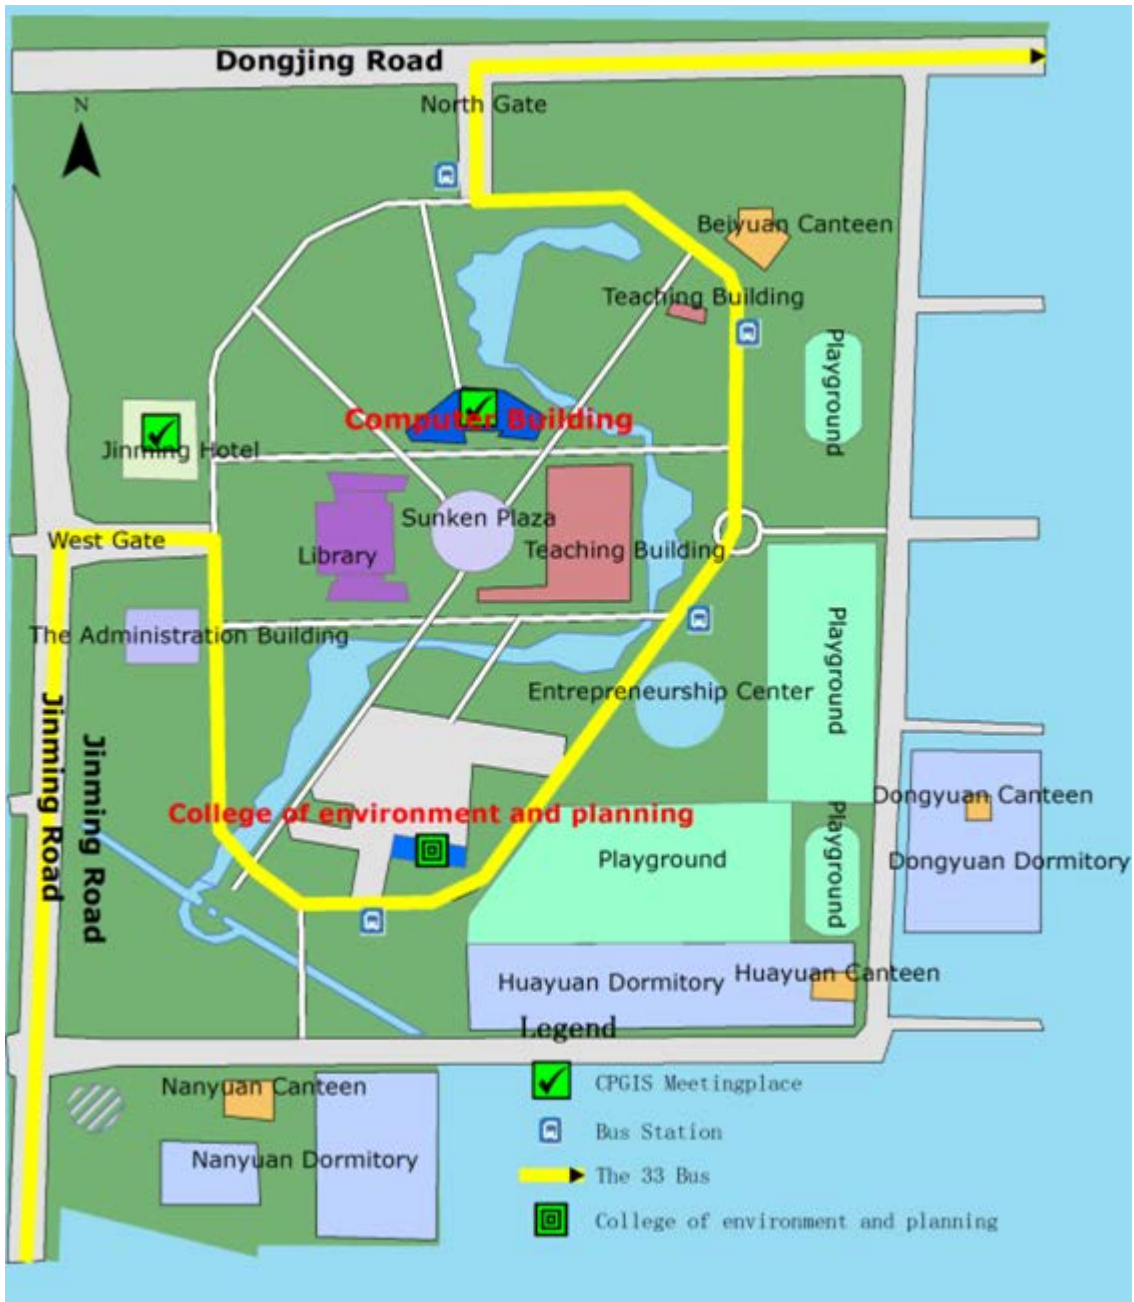 Dongjing Road
N
North Gate
Beiyuan Canteen
Teaching Building
Playground
Computer Building
Jinming Hotel
Sunken Plaza
West Gate
Library
Teaching Building
The Administration Building
Playground
Entrepreneurship Center
Jinming Road
Jinming Road
College of environment and planning
Dongyuan Canteen
Playground
Playground
Dongyuan Dormitory
Huayuan Canteen
Huayuan Dormitory
Legend
CPGIS Meetingplace
Nanyuan Canteen
Bus Station
Nanyuan Dormitory
The 33 Bus
College of environment and planning